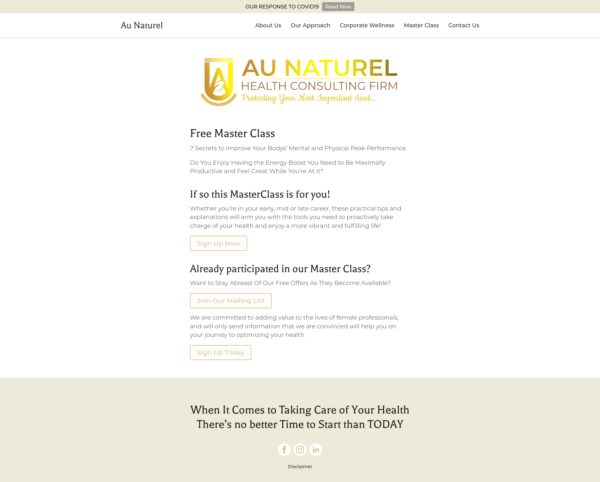 OUR RESPONSE TO COVID19 Read Now
Au Naturel
About Us Our Approach Corporate Wellness Master Class Contact Us
AU NATUREL
HEALTH CONSULTING FIRM
Protecting Your Most Important Asset...
Free Master Class
7 Secrets to Improve Your Bodys' Mental and Physical Peak Performance.
Do You Enjoy Having the Energy Boost You Need to Be Maximally
Productive and Feel Great While You're At It?
If so this MasterClass is for you!
Whether you're in your early, mid or late career, these practical tips and
explanations will arm you with the tools you need to proactively take
charge of your health and enjoy a more vibrant and fulfilling life!
Sign Up Now
Already participated in our Master Class?
Want to Stay Abreast Of Our Free Offers As They Become Available?
Join Our Mailing List
We are committed to adding value to the lives of female professionals,
and will only send information that we are convinced will help you on
your journey to optimizing your health
Sign Up Today
When It Comes to Taking Care of Your Health
There's no better Time to Start than TODAY
Disclaimer